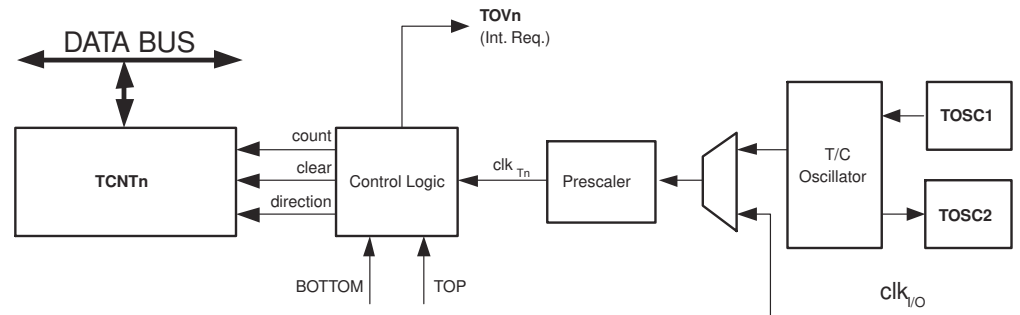 TOVn
(Int. Req.)
DATA BUS
TOSC1
count
T/C
Oscillator
clk Tn
Prescaler
clear
Control Logic
TCNTn
direction
TOSC2
BOTTOM
TOP
clk I/O